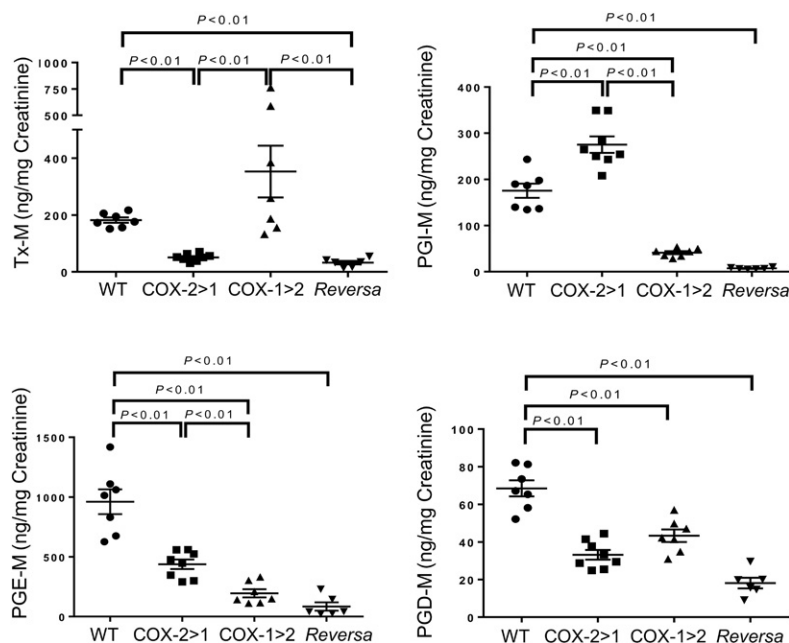 P<0.01
P<0.01 P<0.01 P<0.01
Tx-M (ng/mg Creatinine)
1000
750
500
400
200
0
WT COX-2>1 COX-1>2 Reversa
P<0.01
P<0.01
P<0.01 P<0.01
PGI-M (ng/mg Creatinine)
400
300
200
100
0
WT COX-2>1 COX-1>2 Reversa
P<0.01
P<0.01
P<0.01 P<0.01
PGE-M (ng/mg Creatinine)
1500
1000
500
0
WT COX-2>1 COX-1>2 Reversa
P<0.01
P<0.01
P<0.01
PGD-M (ng/mg Creatinine)
100
80
60
40
20
0
WT COX-2>1 COX-1>2 Reversa